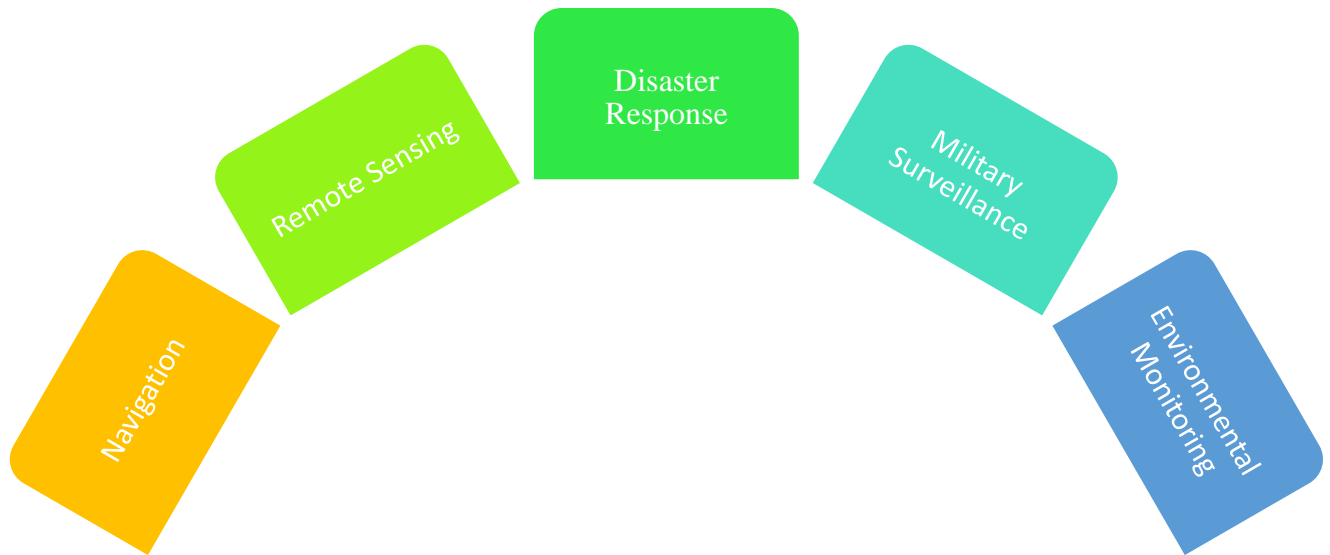 Navigation
Remote Sensing
Disaster
Response
Military
Surveillance
Environmental
Monitoring